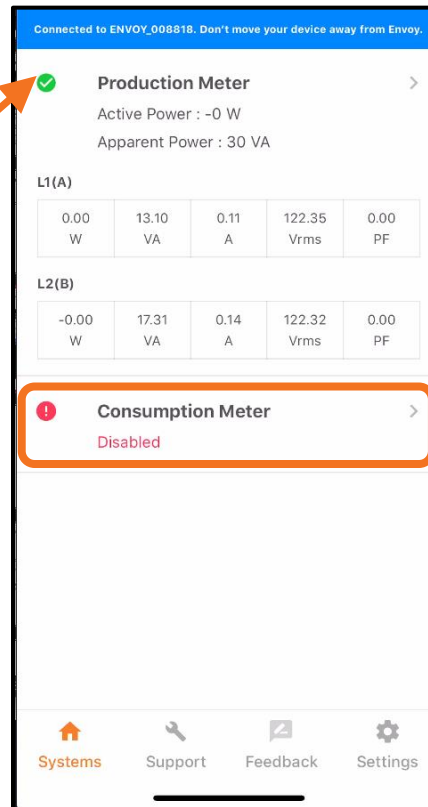 Connected to ENVOY_008818. Don't move your device away from Envoy.
Production Meter
Active Power : -0 W
Apparent Power : 30 VA
L1(A)
0.00 13.10 0.11 122.35 0.00
W VA A Vrms PF
L2(B)
-0.00 17.31 0.14 122.32 0.00
W VA A Vrms PF
Consumption Meter
Disabled
Systems Support Feedback Settings